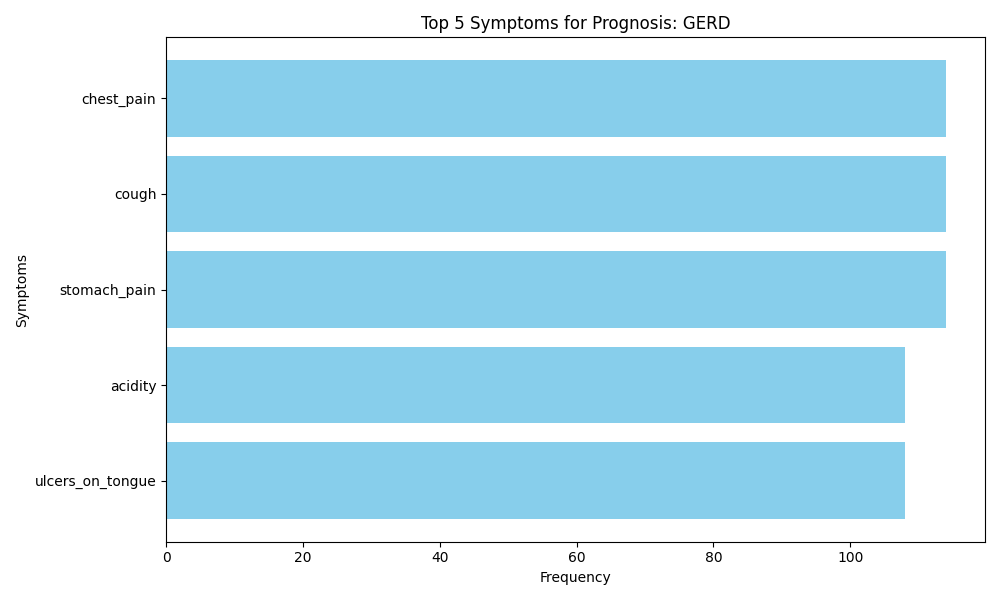 Top 5 Symptoms for Prognosis: GERD
chest_pain
cough
stomach_pain
acidity
ulcers_on_tongue
Symptoms
0 20 40 60 80 100
Frequency